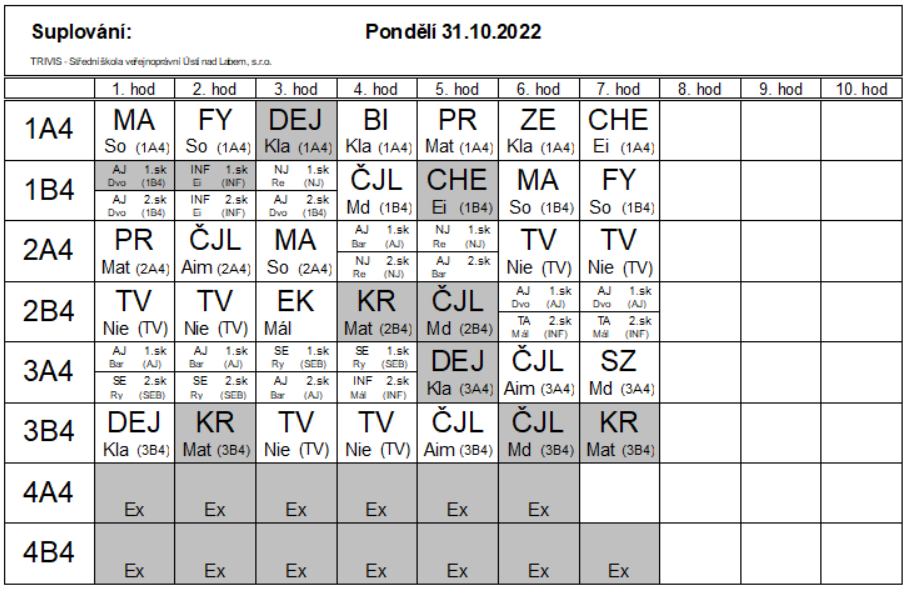 Suplování: Pondělí 31.10.2022
TRIVIS - Střední škola veřejnoprávní Ústí nad Labem, s.r.o.
1. hod 2. hod 3. hod 4. hod 5. hod 6. hod 7. hod 8. hod 9. hod 10. hod
1A4 MA FY DEJ BI PR ZE CHE
So (1A4) So (1A4) Kla (1A4) Kla (1A4) Mat (1A4) Kla (1A4) Ei (1A4)
1B4 AJ 1.sk INF 1.sk NJ 1.sk ČJL CHE MA FY
Dvo (1B4) Ei (INF) Re (NJ) Md (1B4) Ei (1B4) So (1B4) So (1B4)
AJ 2.sk INF 2.sk AJ 2.sk
Dvo (1B4) Ei (INF) Dvo (1B4)
2A4 PR ČJL MA AJ 1.sk NJ 1.sk TV TV
Mat (2A4) Aim (2A4) So (2A4) Bar (AJ) Re (NJ) Nie (TV) Nie (TV)
NJ 2.sk AJ 2.sk
Re (NJ) Bar
2B4 TV TV EK KR ČJL AJ 1.sk AJ 1.sk
Nie (TV) Nie (TV) Mál Mat (2B4) Md (2B4) Dvo (AJ) Dvo (AJ)
TA 2.sk TA 2.sk
Mál (INF) Mál (INF)
3A4 AJ 1.sk AJ 1.sk SE 1.sk SE 1.sk DEJ ČJL SZ
Bar (AJ) Bar (AJ) Ry (SEB) Ry (SEB) Kla (3A4) Aim (3A4) Md (3A4)
SE 2.sk SE 2.sk AJ 2.sk INF 2.sk
Ry (SEB) Ry (SEB) Bar (AJ) Mál (INF)
3B4 DEJ KR TV TV ČJL ČJL KR
Kla (3B4) Mat (3B4) Nie (TV) Nie (TV) Aim (3B4) Md (3B4) Mat (3B4)
4A4 Ex Ex Ex Ex Ex Ex
4B4 Ex Ex Ex Ex Ex Ex Ex